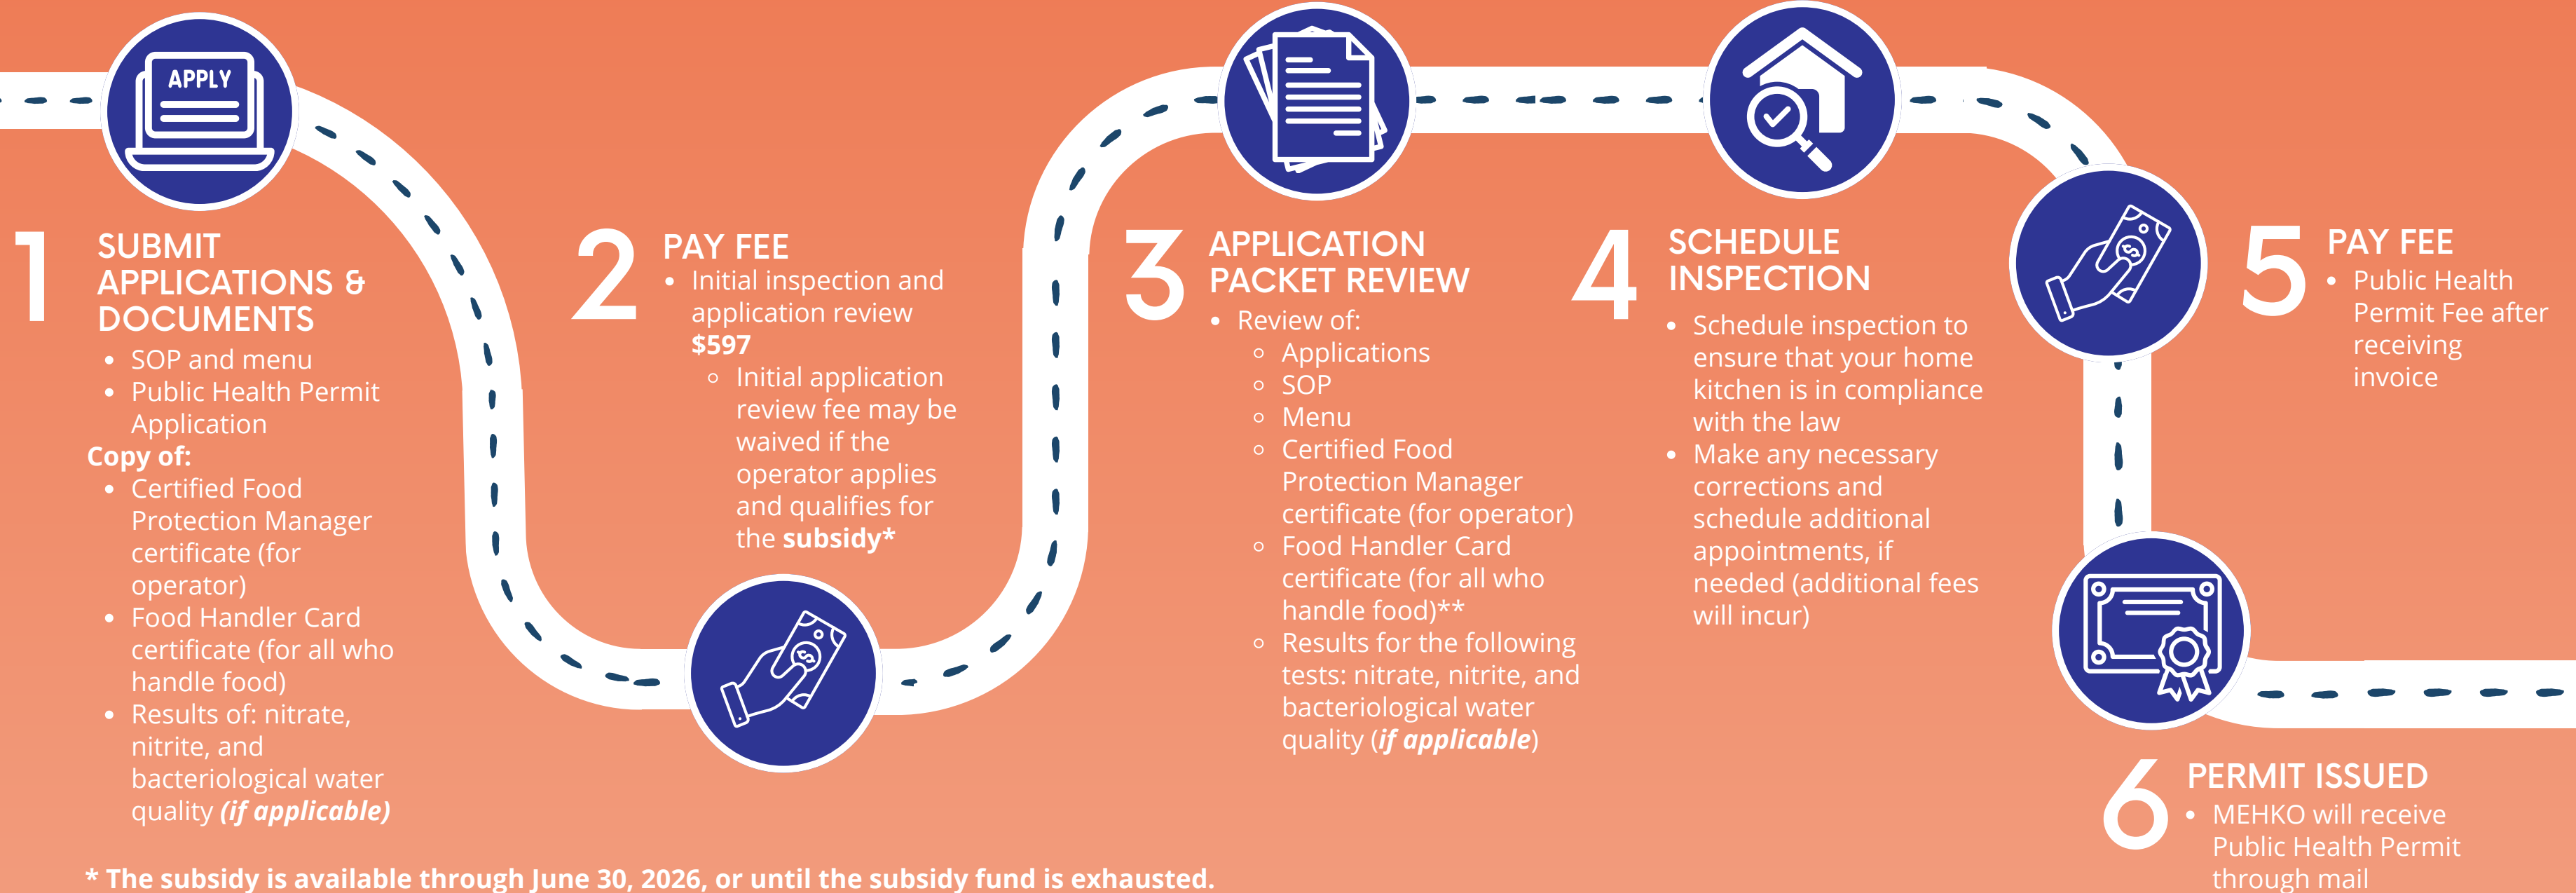 APPLY
1
SUBMIT
APPLICATIONS &
DOCUMENTS
• SOP and menu
• Public Health Permit
Application
Copy of:
• Certified Food
Protection Manager
certificate (for
operator)
• Food Handler Card
certificate (for all who
handle food)
• Results of: nitrate,
nitrite, and
bacteriological water
quality (if applicable)
2
PAY FEE
• Initial inspection and
application review
$597
◦ Initial application
review fee may be
waived if the
operator applies
and qualifies for
the subsidy*
3
APPLICATION
PACKET REVIEW
• Review of:
◦ Applications
◦ SOP
◦ Menu
◦ Certified Food
Protection Manager
certificate (for operator)
◦ Food Handler Card
certificate (for all who
handle food)**
◦ Results for the following
tests: nitrate, nitrite, and
bacteriological water
quality (if applicable)
4
SCHEDULE
INSPECTION
• Schedule inspection to
ensure that your home
kitchen is in compliance
with the law
• Make any necessary
corrections and
schedule additional
appointments, if
needed (additional fees
will incur)
5
PAY FEE
• Public Health
Permit Fee after
receiving
invoice
6
PERMIT ISSUED
• MEHKO will receive
Public Health Permit
through mail
* The subsidy is available through June 30, 2026, or until the subsidy fund is exhausted.